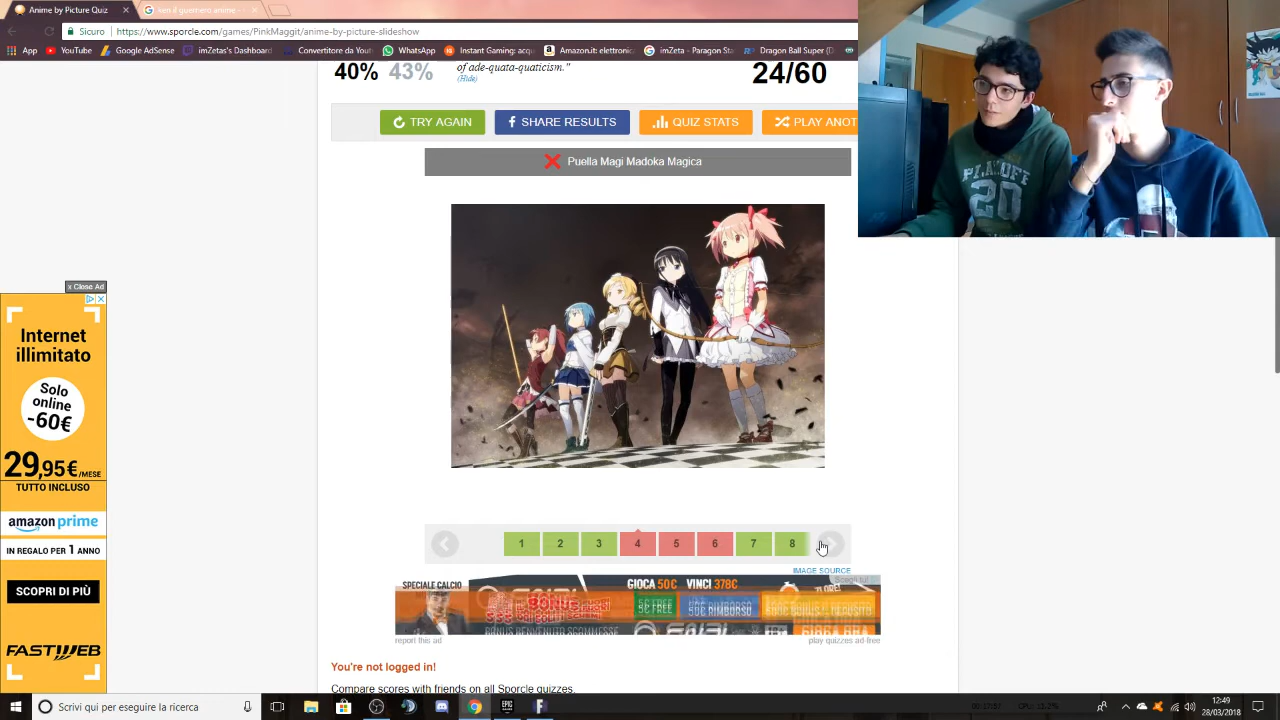 Anime by Picture Quiz
Sicuro
https://www.sporcle.com/games/PinkMaggit/anime-by-picture-slideshow
App
YouTube
Google AdSense
imZetas's Dashboard
Convertitore da Youtu
WhatsApp
Instant Gaming: acqu
Amazon.it: elettronica
imZeta - Paragon Sta
Dragon Ball Super (D
40% 43%
of ade-quata-quaticism."
(Hide)
24/60
TRY AGAIN
SHARE RESULTS
QUIZ STATS
PLAY ANOT
Puella Magi Madoka Magica
PLAYOFF
20
x Close Ad
Internet
illimitato
Solo
online
-60€
29,95€/MESE
TUTTO INCLUSO
amazon prime
IN REGALO PER 1 ANNO
SCOPRI DI PIÙ
FASTWEB
1 2 3 4 5 6 7 8
IMAGE SOURCE
SPECIALE CALCIO
GIOCA 50€ VINCI 378€
report this ad
play quizzes ad-free
You're not logged in!
Compare scores with friends on all Sporcle quizzes.
Scrivi qui per eseguire la ricerca
12:49
28/03/2018